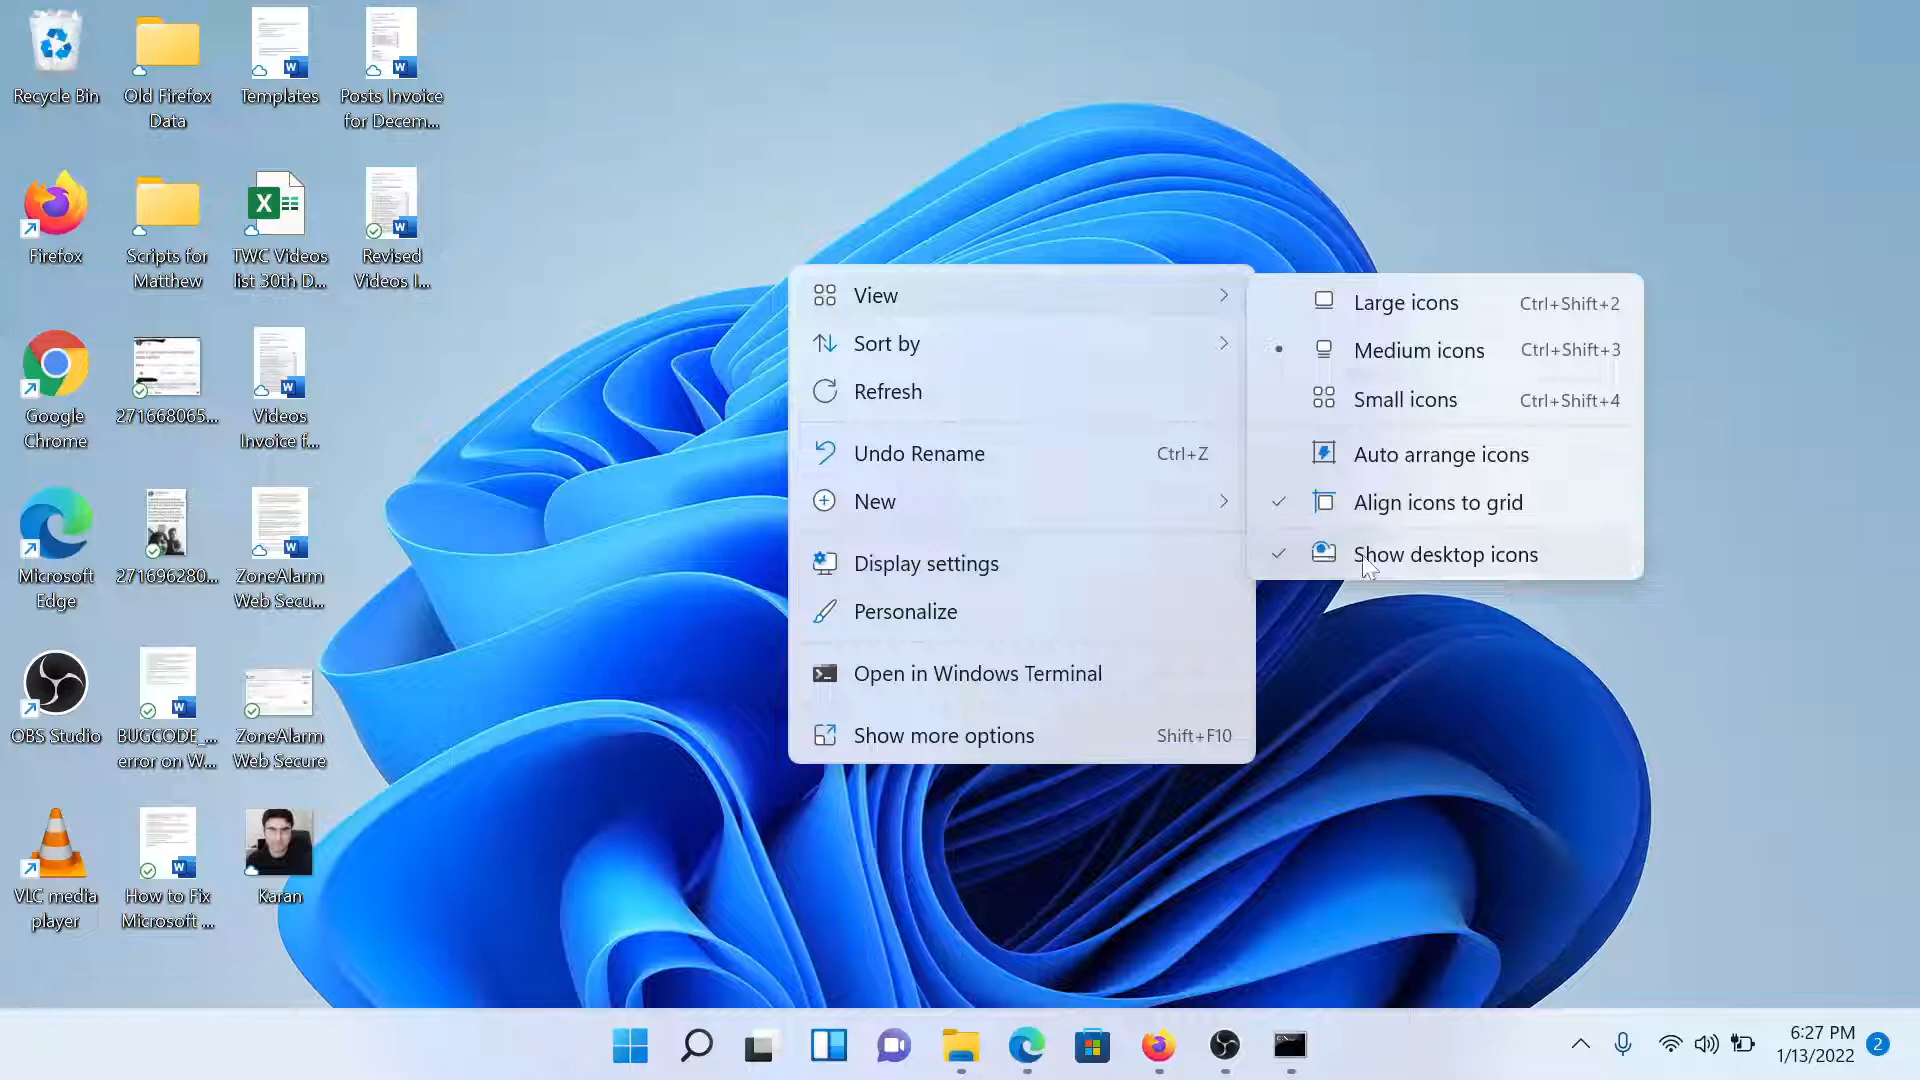 Recycle Bin
Old Firefox
Data
Templates
Posts Invoice
for Decem...
Firefox
Scripts for
Matthew
TWC Videos
list 30th D...
Revised
Videos I...
Google
Chrome
271668065...
Videos
Invoice f...
Microsoft
Edge
271696280...
ZoneAlarm
Web Secu...
OBS Studio
BUGCODE_...
error on W...
ZoneAlarm
Web Secure
VLC media
player
How to Fix
Microsoft ...
Karan
View
Sort by
Refresh
Undo Rename Ctrl+Z
New
Display settings
Personalize
Open in Windows Terminal
Show more options Shift+F10
Large icons Ctrl+Shift+2
Medium icons Ctrl+Shift+3
Small icons Ctrl+Shift+4
Auto arrange icons
Align icons to grid
Show desktop icons
6:27 PM
1/13/2022
2